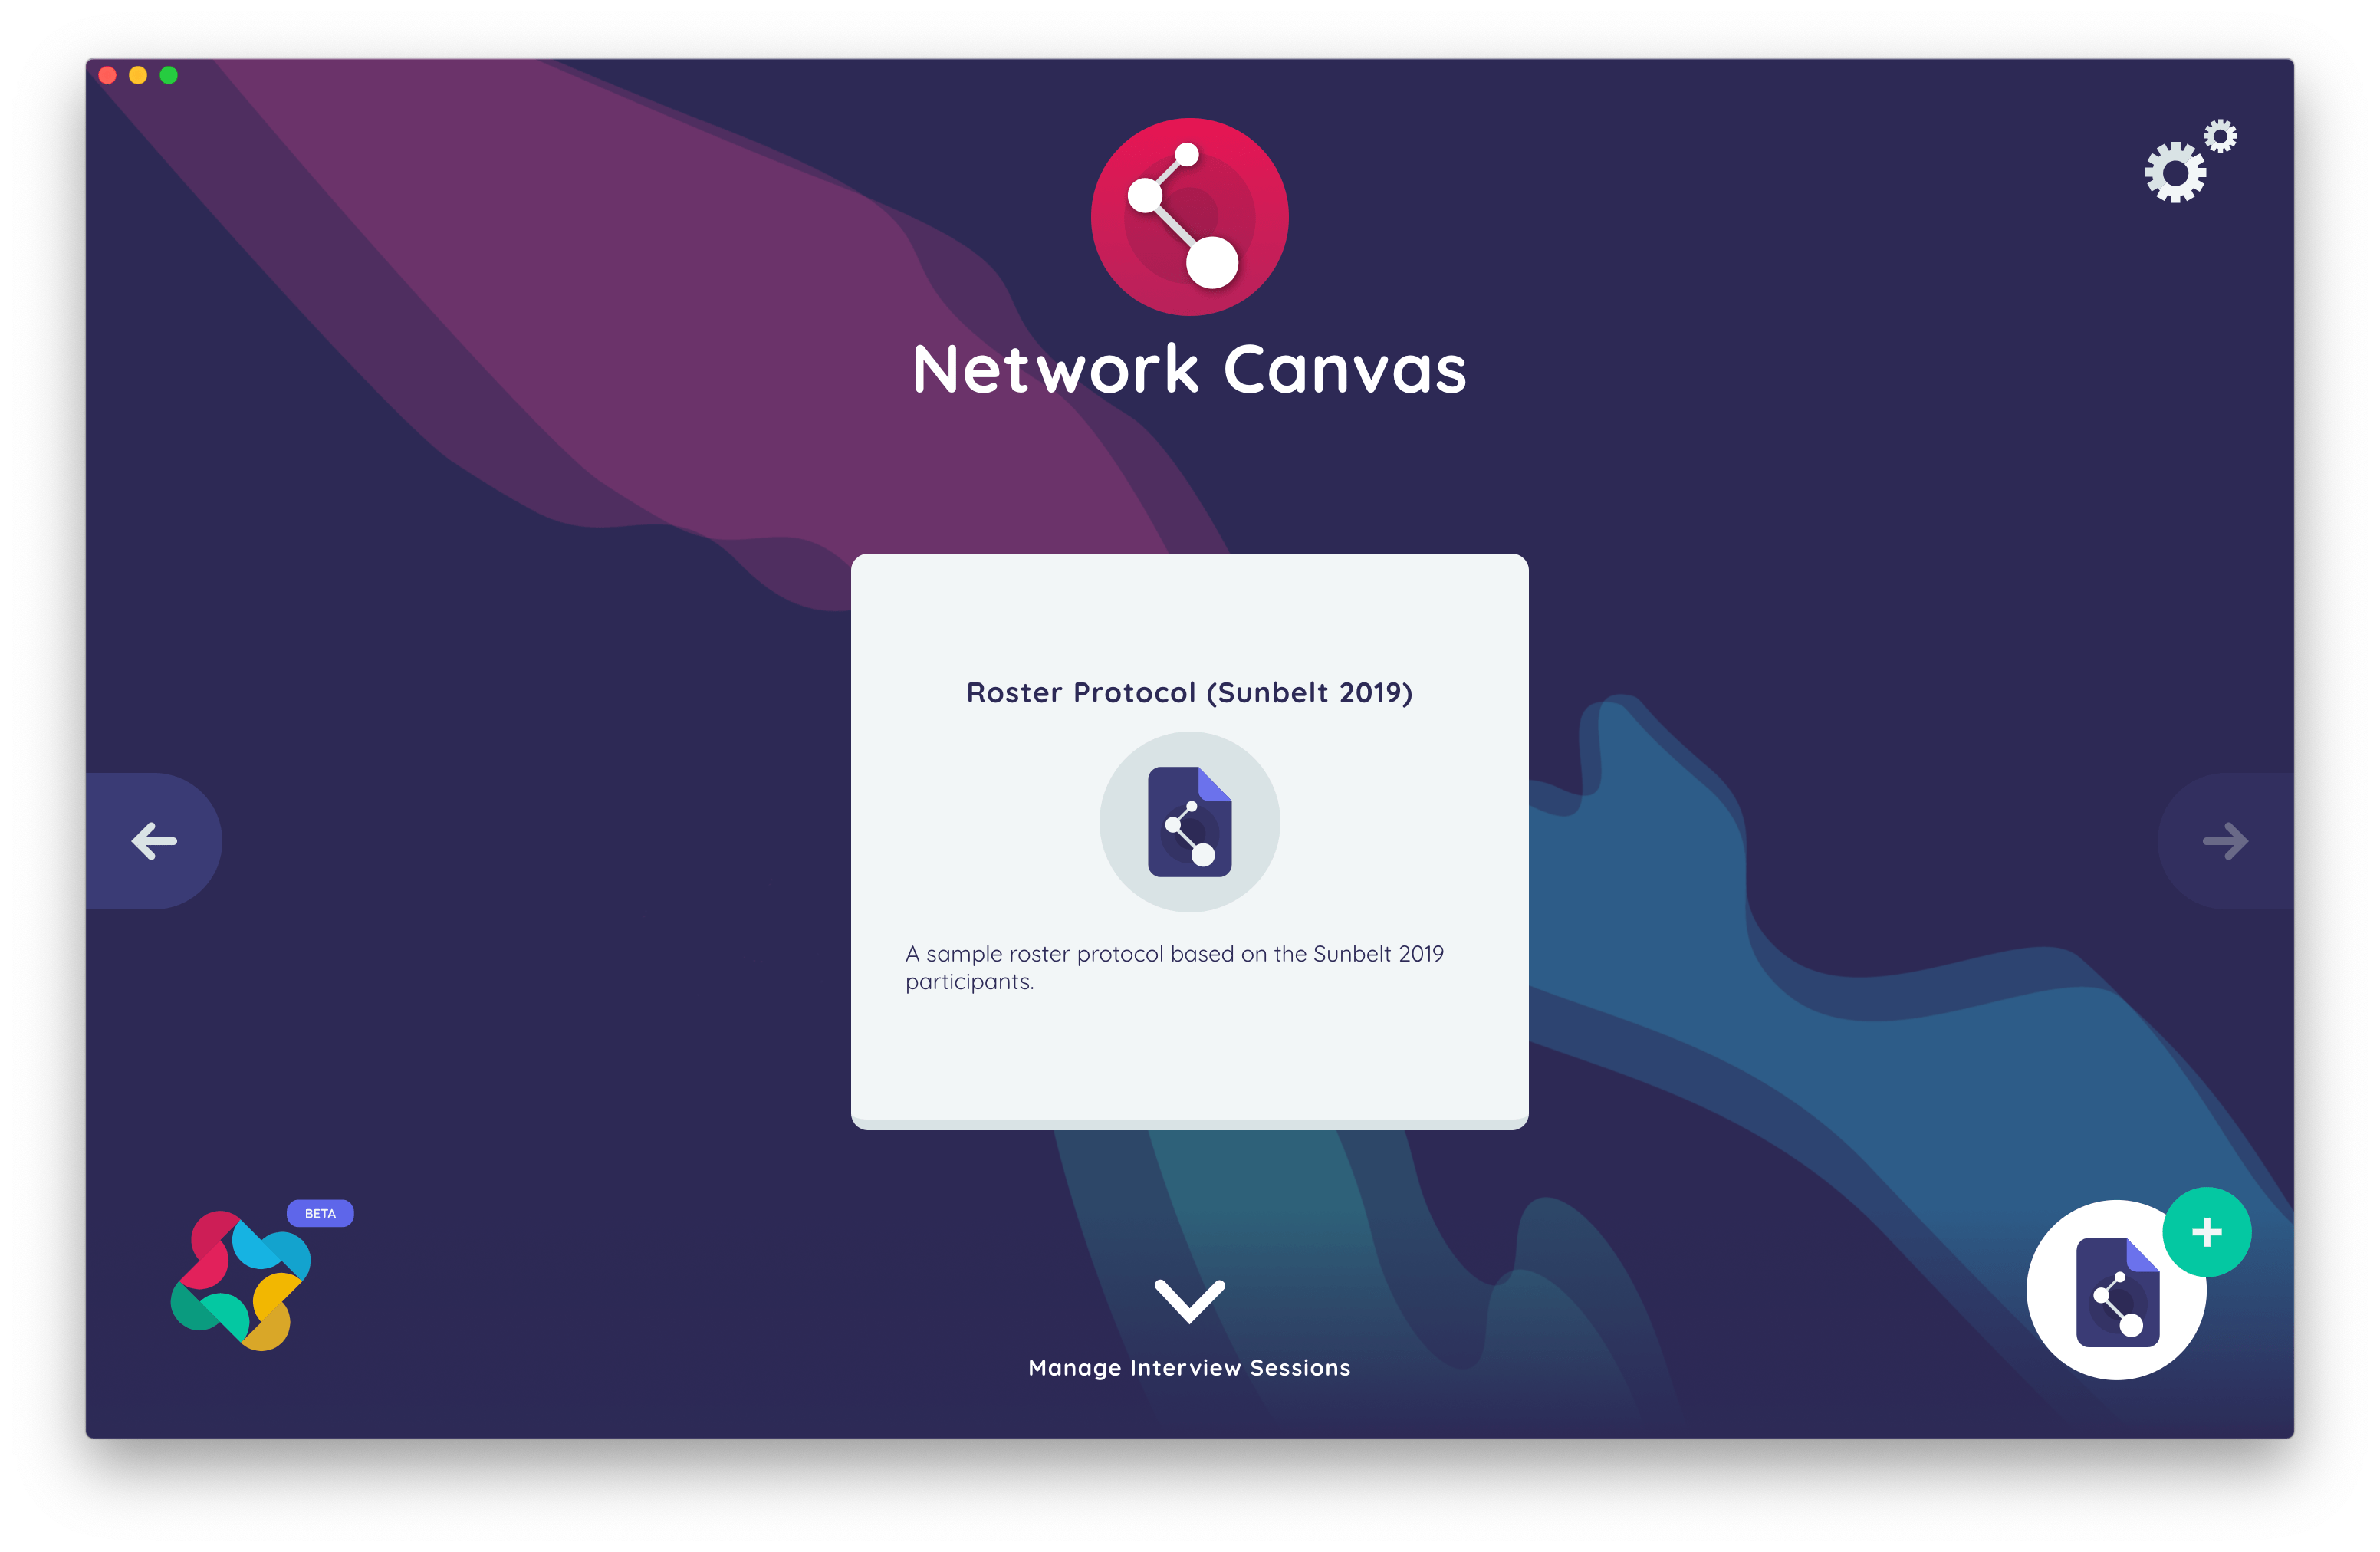 Network Canvas
Roster Protocol (Sunbelt 2019)
A sample roster protocol based on the Sunbelt 2019
participants.
BETA
Manage Interview Sessions